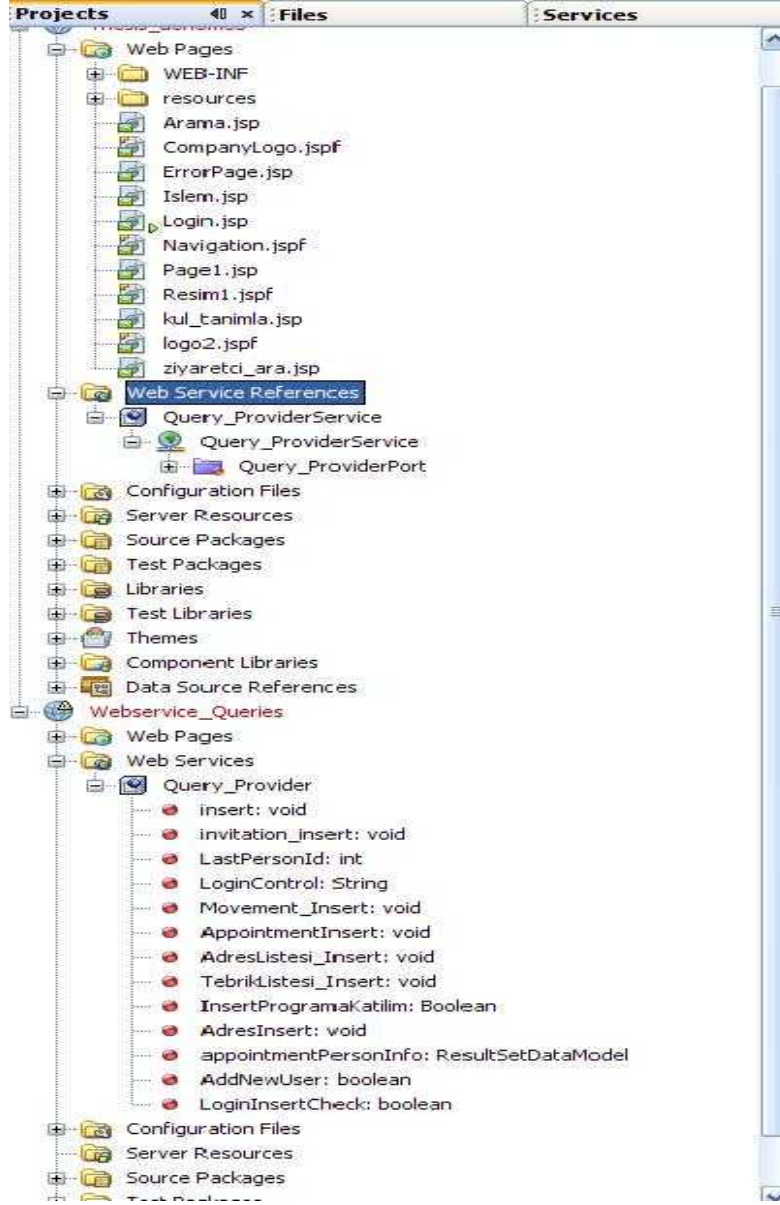 Projects
Files
Services
Web Pages
WEB-INF
resources
Arama.jsp
CompanyLogo.jspf
ErrorPage.jsp
Islem.jsp
Login.jsp
Navigation.jspf
Page1.jsp
Resim1.jspf
kul_tanimla.jsp
logo2.jspf
ziyaretci_ara.jsp
Web Service References
Query_ProviderService
Query_ProviderService
Query_ProviderPort
Configuration Files
Server Resources
Source Packages
Test Packages
Libraries
Test Libraries
Themes
Component Libraries
Data Source References
Webservice_Queries
Web Pages
Web Services
Query_Provider
insert: void
invitation_insert: void
LastPersonId: int
LoginControl: String
Movement_Insert: void
AppointmentInsert: void
AdresListesi_Insert: void
TebrikListesi_Insert: void
InsertProgramaKatilim: Boolean
AdresInsert: void
appointmentPersonInfo: ResultSetDataModel
AddNewUser: boolean
LoginInsertCheck: boolean
Configuration Files
Server Resources
Source Packages
Test Packages